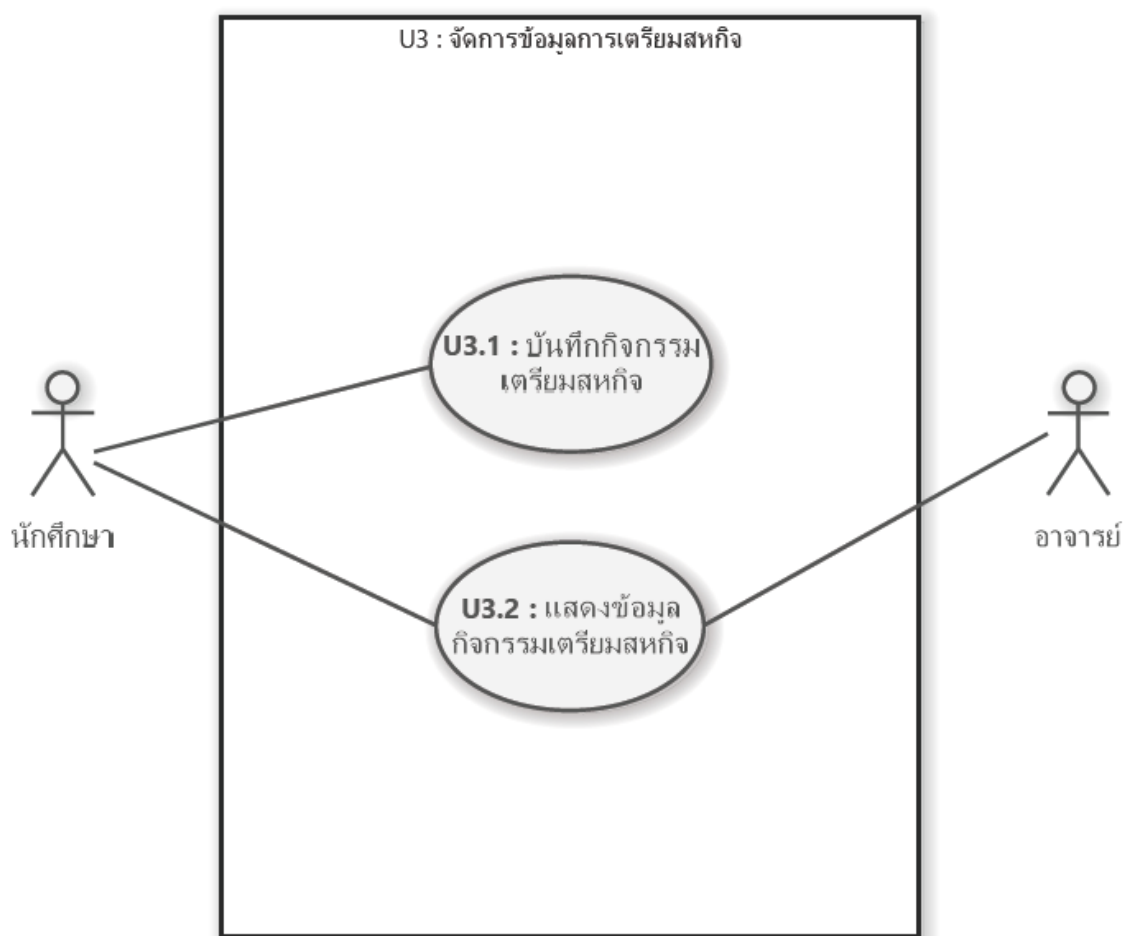 U3 : จัดการข้อมูลการเตรียมสหกิจ
U3.1 : บันทึกกิจกรรม
เตรียมสหกิจ
นักศึกษา
อาจารย์
U3.2 : แสดงข้อมูล
กิจกรรมเตรียมสหกิจ